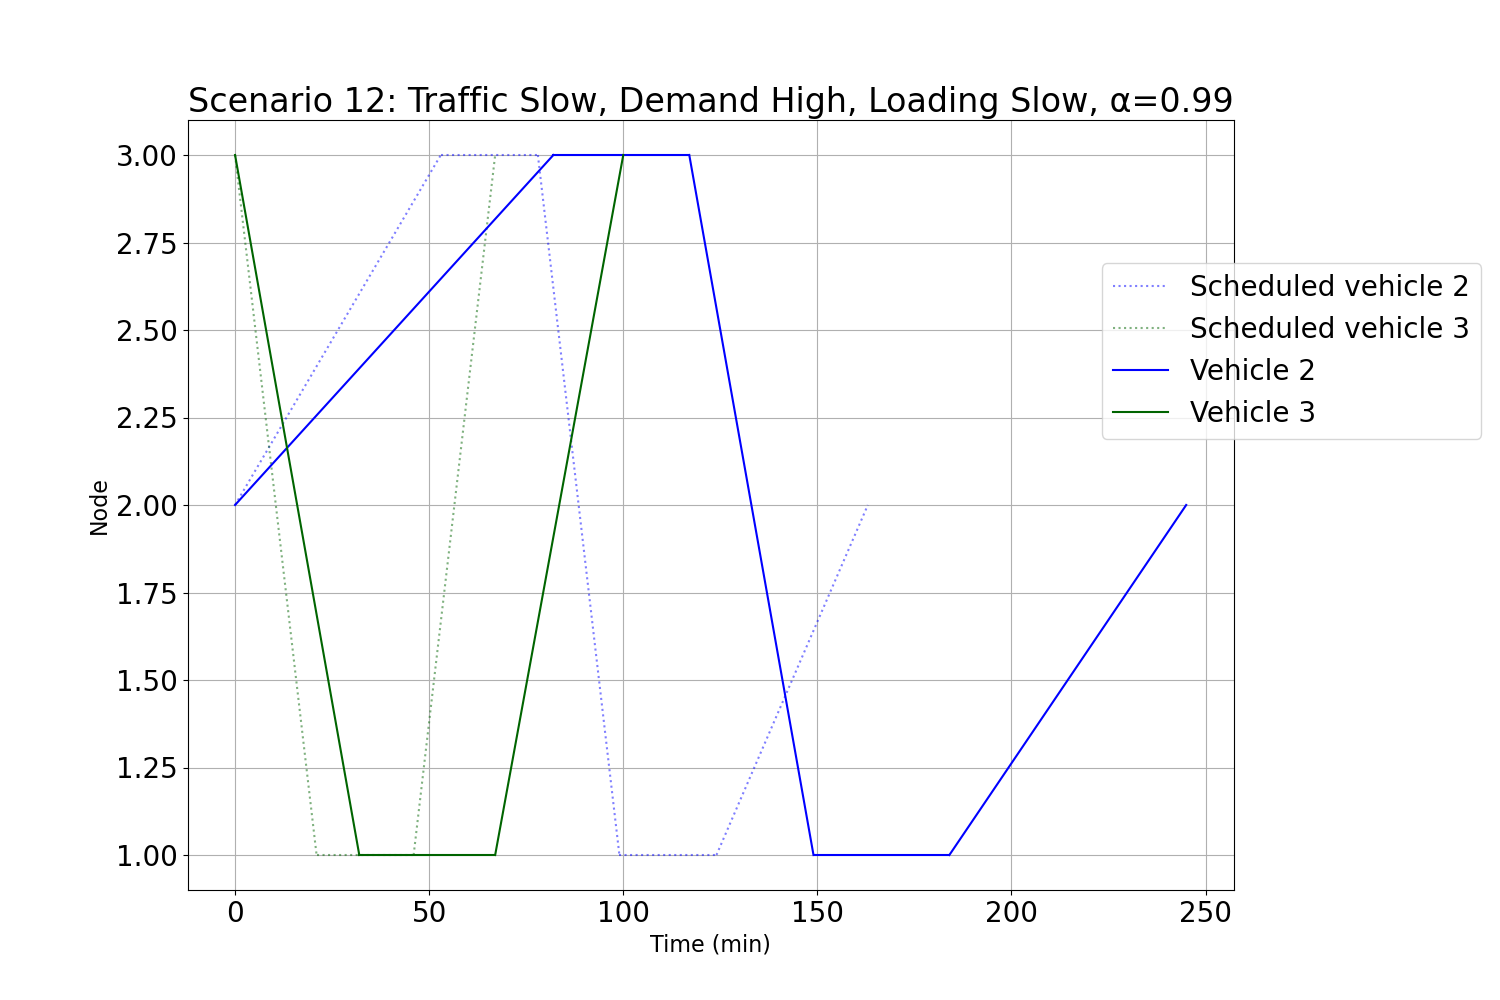 Scenario 12: Traffic Slow, Demand High, Loading Slow, α=0.99
3.00
2.75
2.50
2.25
2.00
1.75
1.50
1.25
1.00
Node
0 50 100 150 200 250
Time (min)
Scheduled vehicle 2
Scheduled vehicle 3
Vehicle 2
Vehicle 3